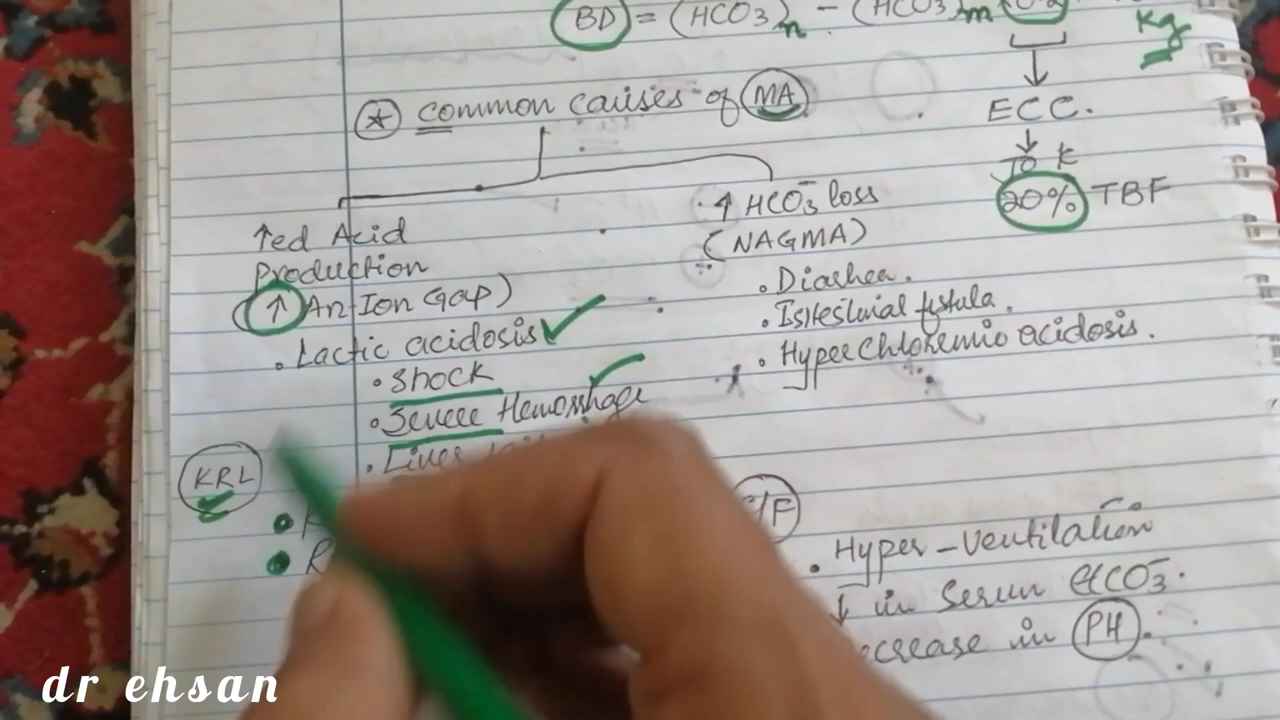 BD = (HCO3)n - (HCO3)m
Kg
* common causes of MA
ECC.
20% TBF
↑ed Acid
Production
(↑ An Ion Gap)
• Lactic acidosis
• Shock
• Severe Hemorrhage
• Liver
KRL
• R
↑ HCO3⁻ loss
(NAGMA)
• Diarhea.
fistula.
• HyperChloremic acidosis.
/F
• Hyper-Ventilation
↓ in Serum
ecrease in PH.
dr ehsan